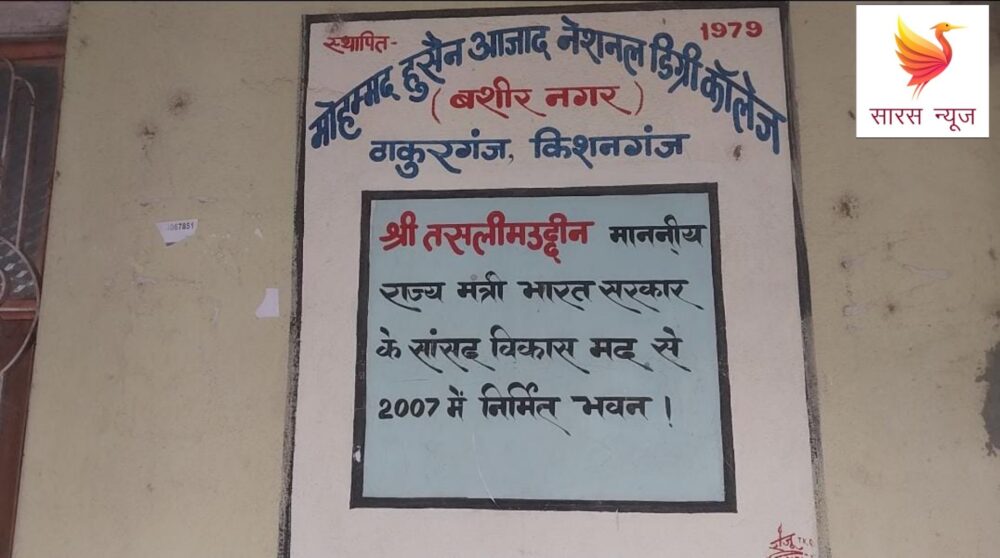 स्थापित- 1979
मोहम्मद हुसैन आजाद नेशनल डिग्री कॉलेज
(बशीर नगर)
ठाकुरगंज, किशनगंज
श्री तसलीमउद्दीन माननीय
राज्य मंत्री भारत सरकार
के सांसद विकास मद से
2007 में निर्मित भवन।
सारस न्यूज
राजू